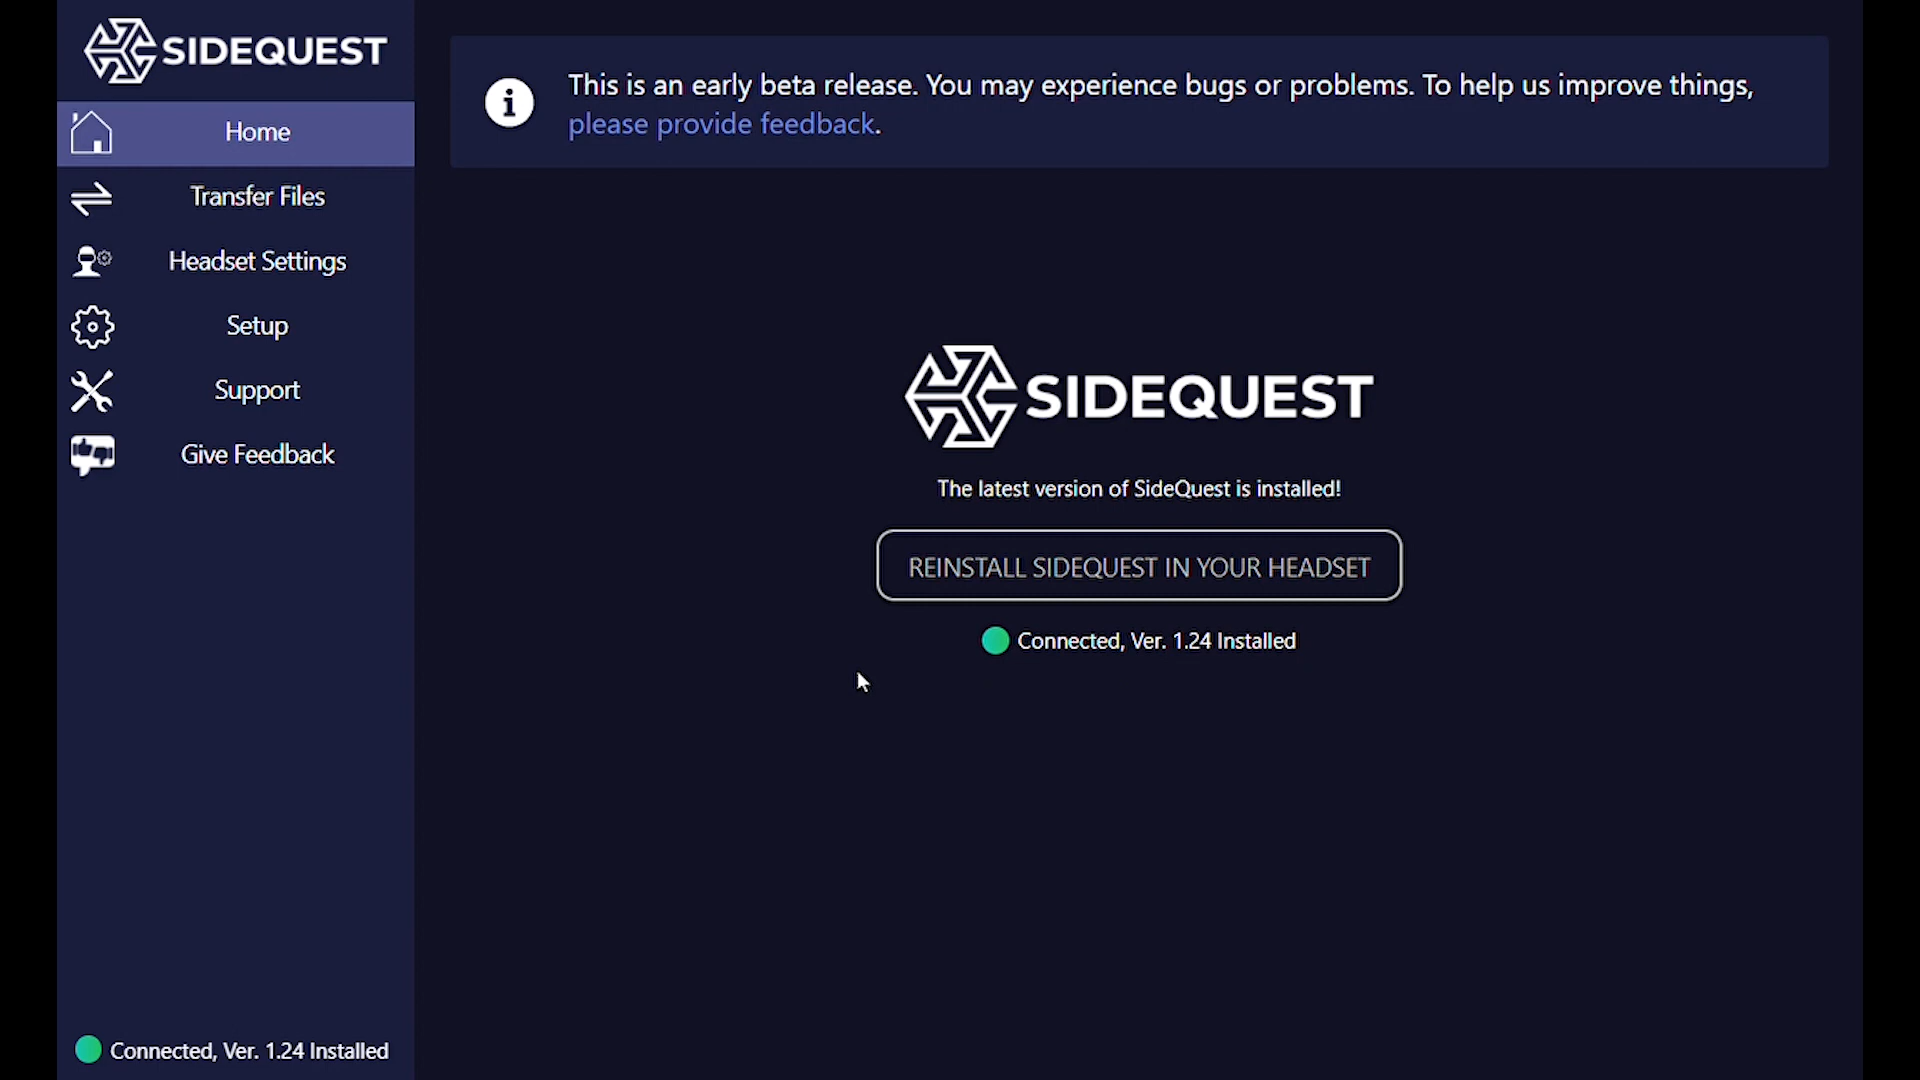 SIDEQUEST
Home
Transfer Files
Headset Settings
Setup
Support
Give Feedback
Connected, Ver. 1.24 Installed
This is an early beta release. You may experience bugs or problems. To help us improve things,
please provide feedback.
SIDEQUEST
The latest version of SideQuest is installed!
REINSTALL SIDEQUEST IN YOUR HEADSET
Connected, Ver. 1.24 Installed